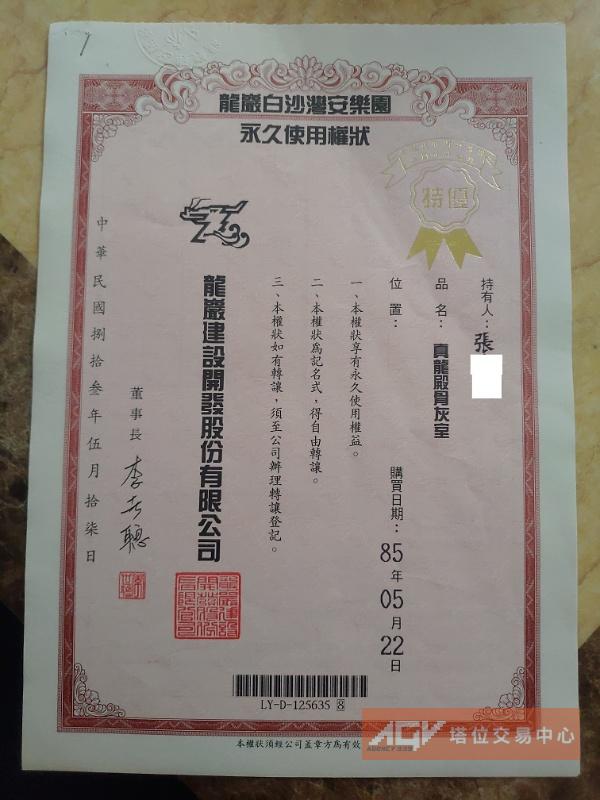 龍巖白沙灣安樂園
永久使用權狀
特優
持有人：張
品名：真龍殿骨灰室
位置：
購買日期：85年05月22日
一、本權狀享有永久使用權益。
二、本權狀為記名式，得自由轉讓。
三、本權狀如有轉讓，須至公司辦理轉讓登記。
龍巖建設開發股份有限公司
董事長 李世聰
中華民國捌拾叁年伍月拾柒日
LY-D-125635 8
本權狀須經公司蓋章方為有效
AGV 塔位交易中心